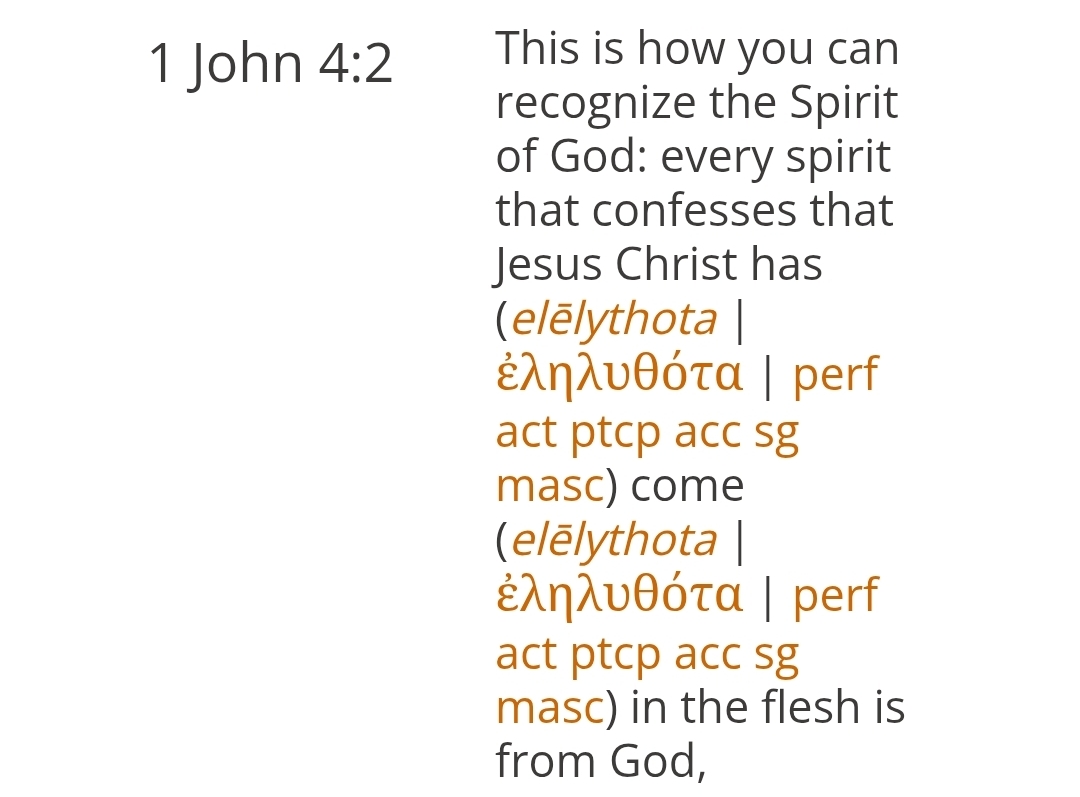 1 John 4:2
This is how you can
recognize the Spirit
of God: every spirit
that confesses that
Jesus Christ has
(elēlythota |
ἐληλυθότα | perf
act ptcp acc sg
masc) come
(elēlythota |
ἐληλυθότα | perf
act ptcp acc sg
masc) in the flesh is
from God,